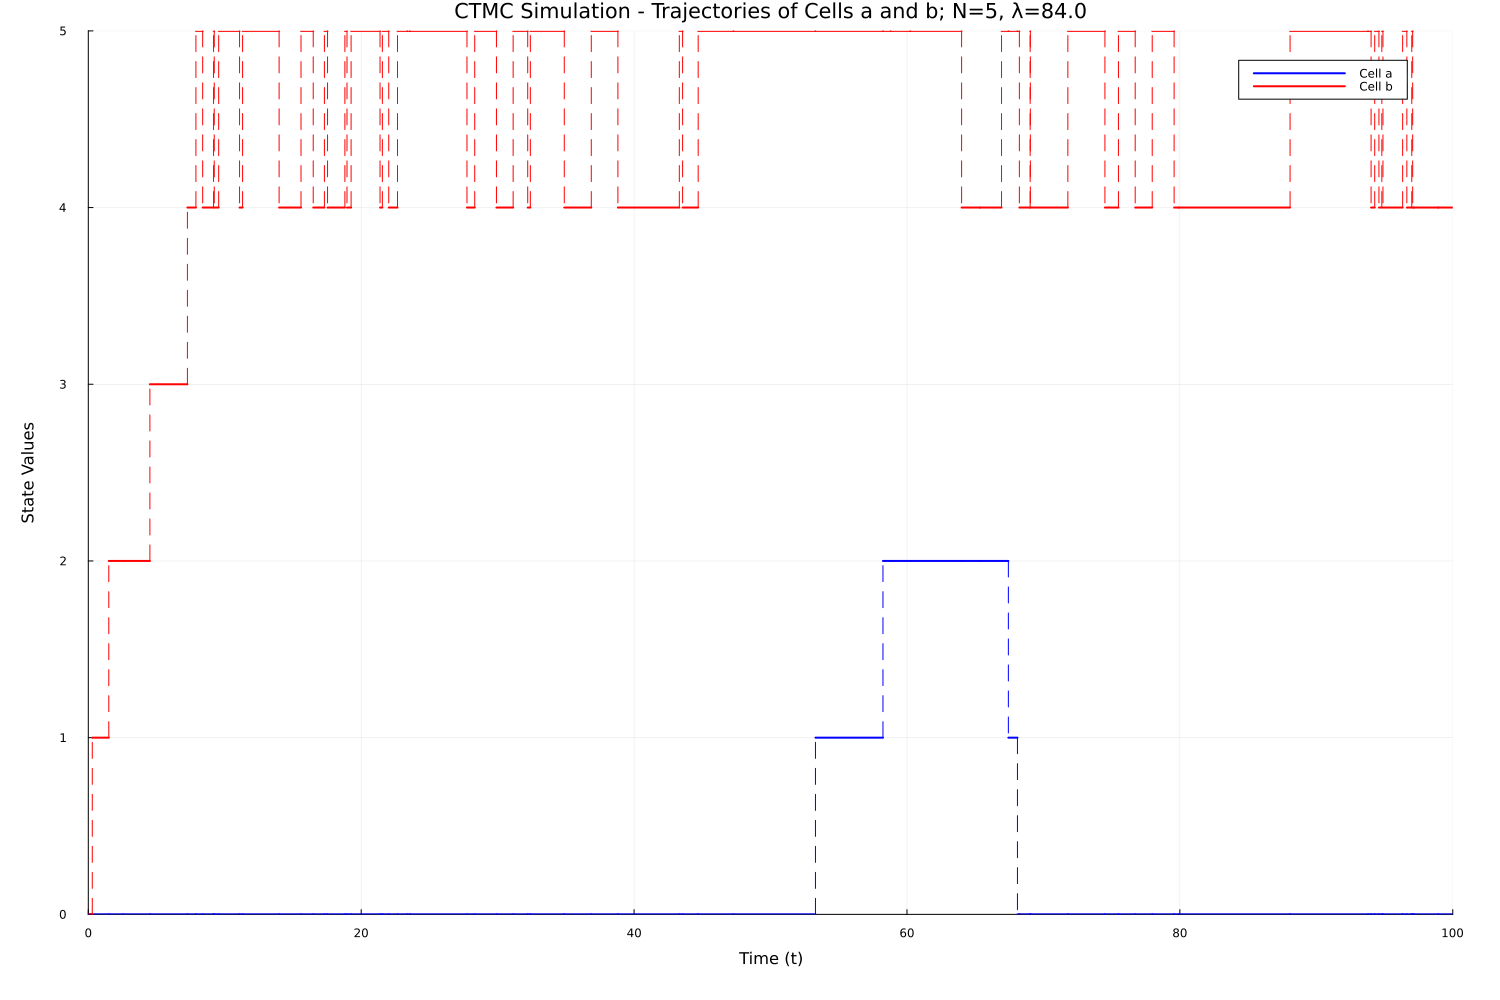 CTMC Simulation - Trajectories of Cells a and b; N=5, λ=84.0
5
Cell a
Cell b
4
3
State Values
2
1
0
0 20 40 60 80 100
Time (t)